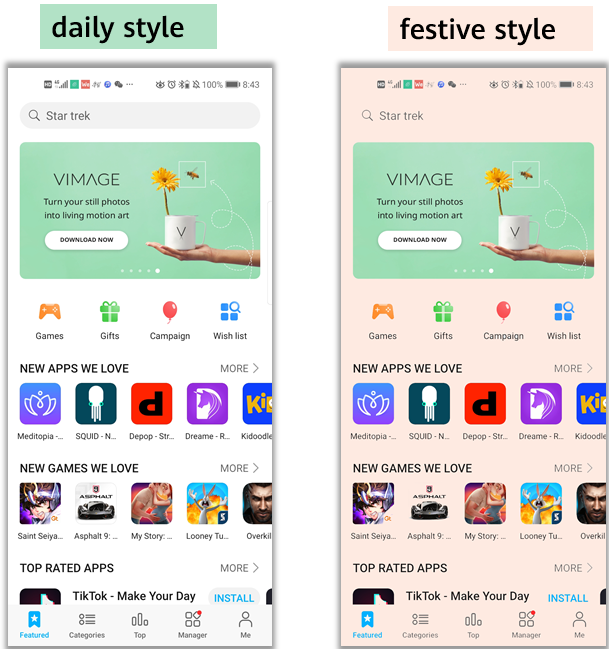 daily style
festive style
8:43
100%
Star trek
VIMAGE
Turn your still photos
into living motion art
DOWNLOAD NOW
V
Games
Gifts
Campaign
Wish list
NEW APPS WE LOVE
MORE
Meditopia -...
SQUID - N...
Depop - Str...
Dreame - R...
Kidoodle
NEW GAMES WE LOVE
MORE
ASPHALT
Saint Seiya...
Asphalt 9: ...
My Story: ...
Looney Tu...
Overkil
TOP RATED APPS
MORE
TikTok - Make Your Day
INSTALL
Featured
Categories
Top
Manager
Me
100%
8:43
Star trek
VIMAGE
Turn your still photos
into living motion art
DOWNLOAD NOW
V
Games
Gifts
Campaign
Wish list
NEW APPS WE LOVE
MORE
Meditopia -...
SQUID - N...
Depop - Str...
Dreame - R...
Kidoodle
NEW GAMES WE LOVE
MORE
ASPHALT
Saint Seiya...
Asphalt 9: ...
My Story: ...
Looney Tu...
Overkil
TOP RATED APPS
MORE
TikTok - Make Your Day
INSTALL
Featured
Categories
Top
Manager
Me